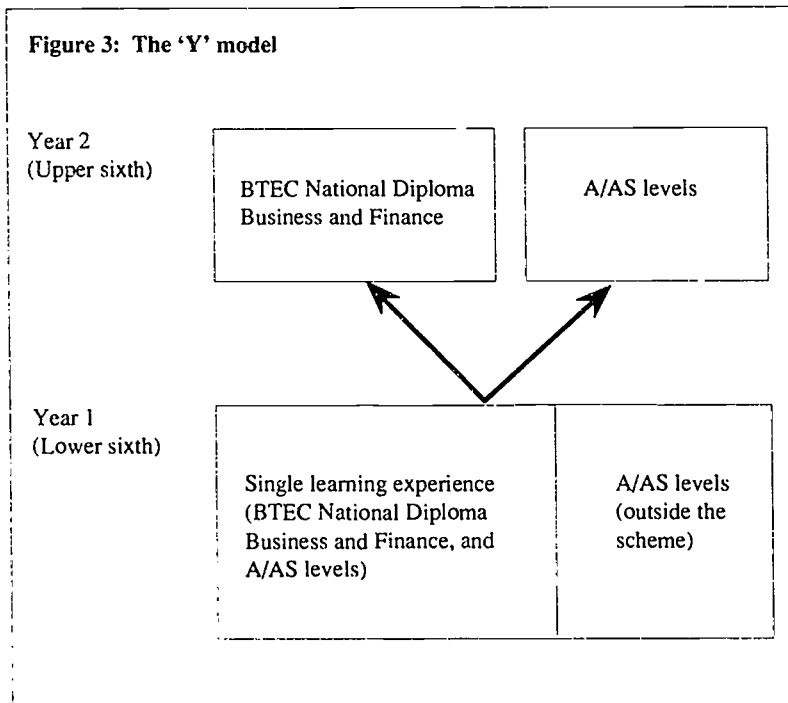 Figure 3: The ‘Y’ model
Year 2
(Upper sixth)
BTEC National Diploma
Business and Finance
A/AS levels
Year 1
(Lower sixth)
Single learning experience
(BTEC National Diploma
Business and Finance, and
A/AS levels)
A/AS levels
(outside the
scheme)